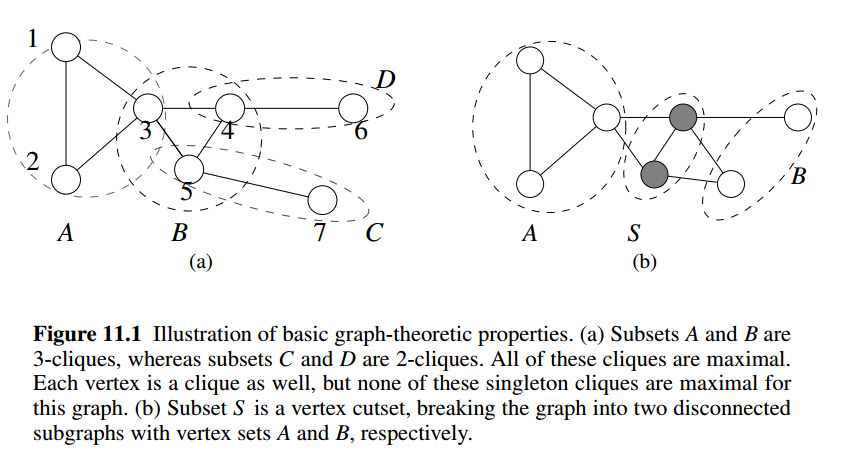 1
D
3
4
6
2
5
B
A
B
7
C
A
S
(a)
(b)
Figure 11.1 Illustration of basic graph-theoretic properties. (a) Subsets A and B are
3-cliques, whereas subsets C and D are 2-cliques. All of these cliques are maximal.
Each vertex is a clique as well, but none of these singleton cliques are maximal for
this graph. (b) Subset S is a vertex cutset, breaking the graph into two disconnected
subgraphs with vertex sets A and B, respectively.